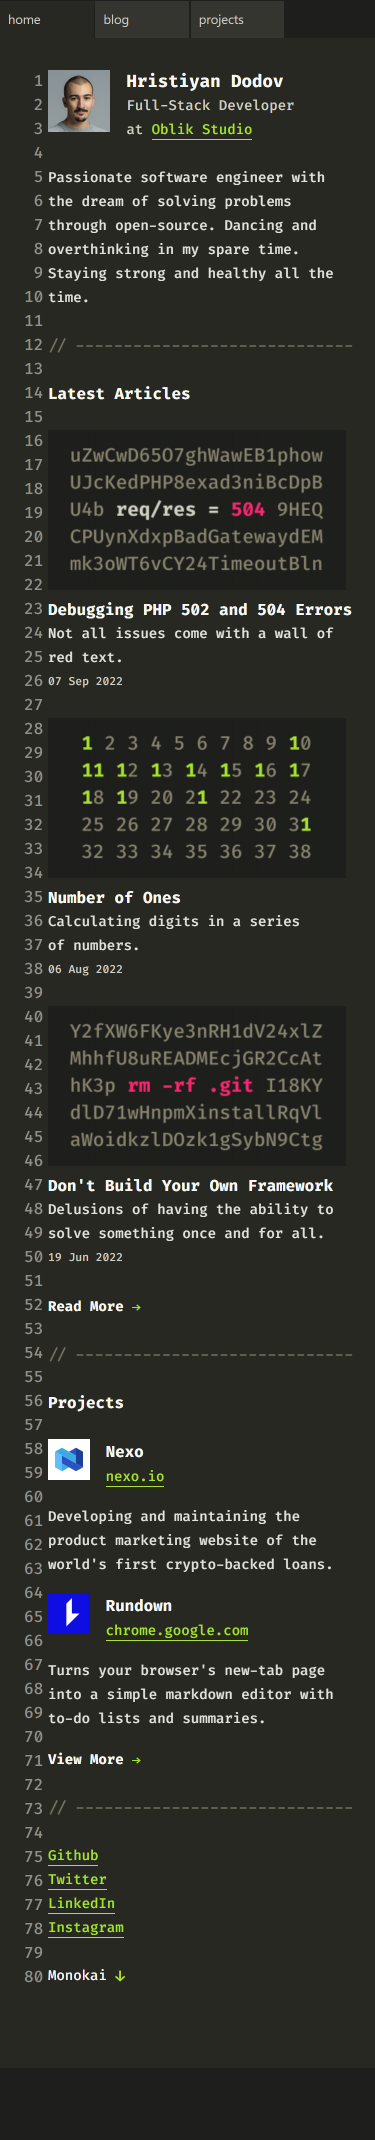 home blog projects
1 Hristiyan Dodov
2 Full-Stack Developer
3 at Oblik Studio
4
5 Passionate software engineer with
6 the dream of solving problems
7 through open-source. Dancing and
8 overthinking in my spare time.
9 Staying strong and healthy all the
10 time.
11
12 // -----------------------------
13
14 Latest Articles
15
16 uZwCwD65O7ghWawEB1phow
17 UJcKedPHP8exad3niBcDpB
18
19 U4b req/res = 504 9HEQ
20 CPUynXdxpBadGatewaydEM
21 mk3oWT6vCY24TimeoutBln
22
23 Debugging PHP 502 and 504 Errors
24 Not all issues come with a wall of
25 red text.
26 07 Sep 2022
27
28 1 2 3 4 5 6 7 8 9 10
29
30 11 12 13 14 15 16 17
31 18 19 20 21 22 23 24
32 25 26 27 28 29 30 31
33 32 33 34 35 36 37 38
34
35 Number of Ones
36 Calculating digits in a series
37 of numbers.
38 06 Aug 2022
39
40 Y2fXW6FKye3nRH1dV24xlZ
41 MhhfU8uREADMEcjGR2CcAt
42
43 hK3p rm -rf .git I18KY
44 dlD71wHnpmXinstallRqVl
45 aWoidkzlDOzk1gSybN9Ctg
46
47 Don't Build Your Own Framework
48 Delusions of having the ability to
49 solve something once and for all.
50 19 Jun 2022
51
52 Read More →
53
54 // -----------------------------
55
56 Projects
57
58 Nexo
59 nexo.io
60
61 Developing and maintaining the
62 product marketing website of the
63 world's first crypto-backed loans.
64 Rundown
65 chrome.google.com
66
67 Turns your browser's new-tab page
68 into a simple markdown editor with
69 to-do lists and summaries.
70
71 View More →
72
73 // -----------------------------
74
75 Github
76 Twitter
77 LinkedIn
78 Instagram
79
80 Monokai ↓